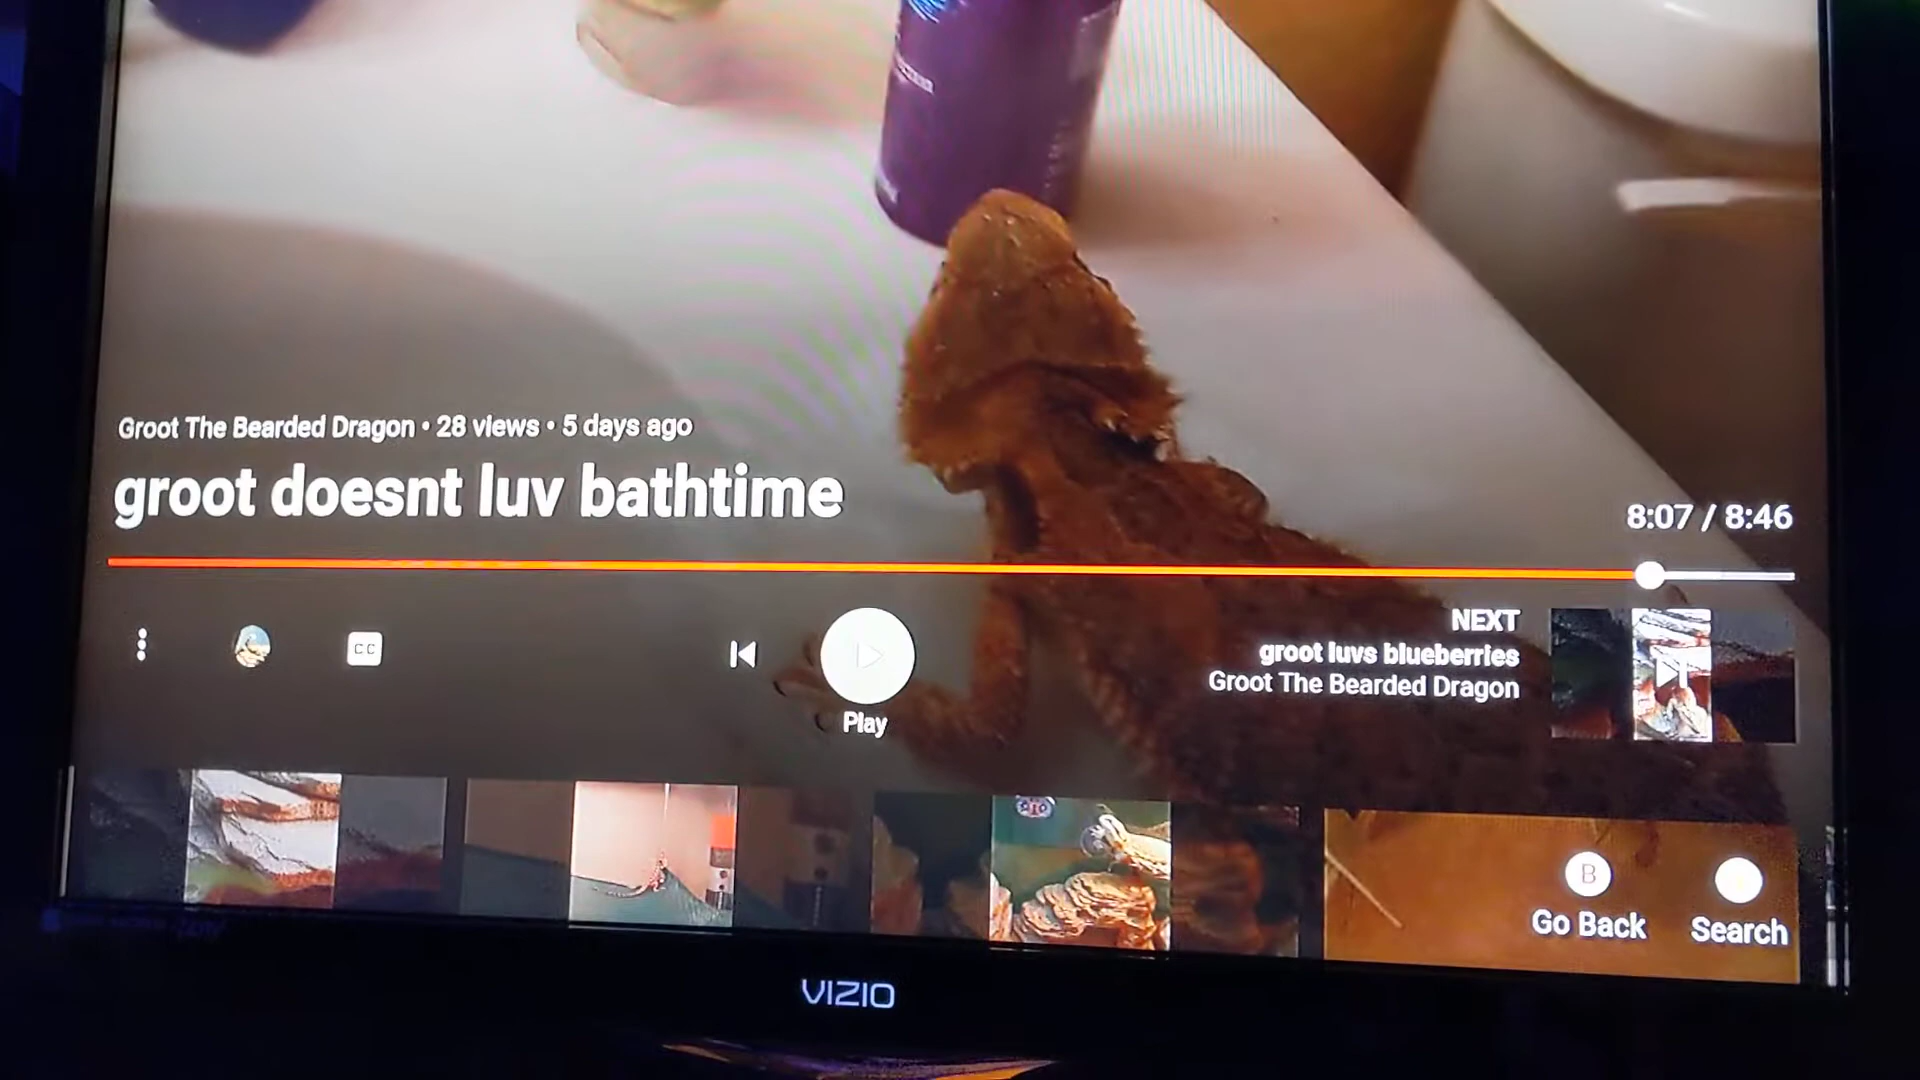 Groot The Bearded Dragon • 28 views • 5 days ago
groot doesnt luv bathtime
8:07 / 8:46
CC
Play
NEXT
groot luvs blueberries
Groot The Bearded Dragon
B
Go Back
Search
VIZIO